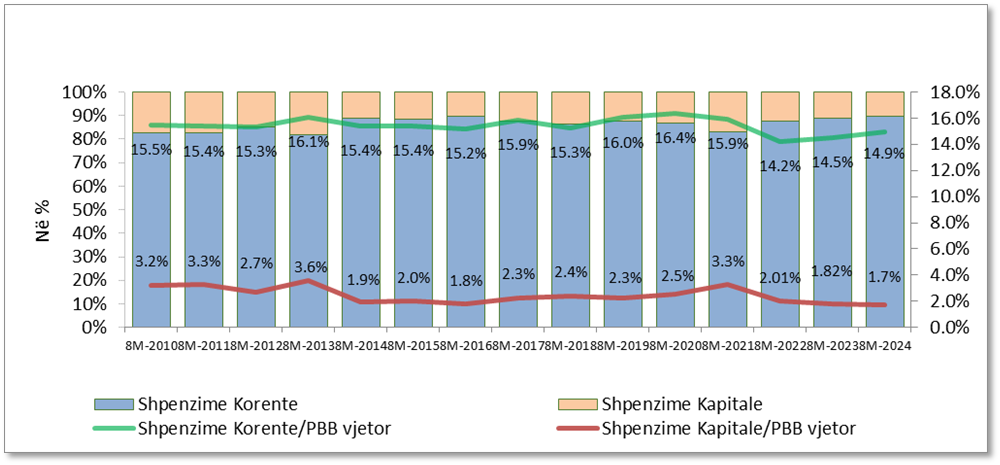 100% 18.0%
90% 16.0%
80% 14.0%
70% 12.0%
60% 10.0%
50% 8.0%
40% 6.0%
30% 4.0%
20% 2.0%
10% 0.0%
0%
Në %
15.5% 15.4% 15.3% 16.1% 15.4% 15.4% 15.2% 15.9% 15.3% 16.0% 16.4% 15.9% 14.2% 14.5% 14.9%
3.2% 3.3% 2.7% 3.6% 1.9% 2.0% 1.8% 2.3% 2.4% 2.3% 2.5% 3.3% 2.01% 1.82% 1.7%
8M-20108M-20118M-20128M-20138M-20148M-20158M-20168M-20178M-20188M-20198M-20208M-20218M-20228M-20238M-2024
Shpenzime Korente Shpenzime Kapitale
Shpenzime Korente/PBB vjetor Shpenzime Kapitale/PBB vjetor